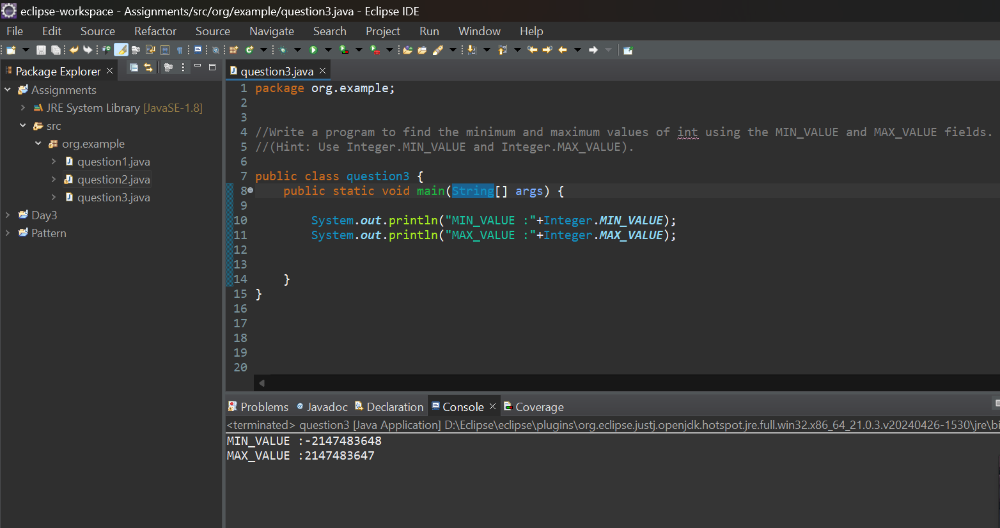 eclipse-workspace - Assignments/src/org/example/question3.java - Eclipse IDE
File Edit Source Refactor Source Navigate Search Project Run Window Help
Package Explorer
Assignments
JRE System Library [JavaSE-1.8]
src
org.example
question1.java
question2.java
question3.java
Day3
Pattern
question3.java
1 package org.example;
2
3
4 //Write a program to find the minimum and maximum values of int using the MIN_VALUE and MAX_VALUE fields.
5 //(Hint: Use Integer.MIN_VALUE and Integer.MAX_VALUE).
6
7 public class question3 {
8 public static void main(String[] args) {
9
10 System.out.println("MIN_VALUE :"+Integer.MIN_VALUE);
11 System.out.println("MAX_VALUE :"+Integer.MAX_VALUE);
12
13
14 }
15 }
16
17
18
19
20
Problems Javadoc Declaration Console Coverage
<terminated> question3 [Java Application] D:\Eclipse\eclipse\plugins\org.eclipse.justj.openjdk.hotspot.jre.full.win32.x86_64_21.0.3.v20240426-1530\jre\bi
MIN_VALUE :-2147483648
MAX_VALUE :2147483647